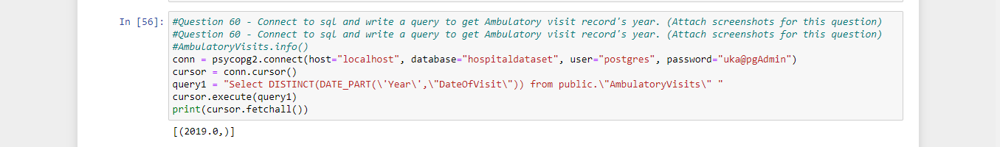 In [56]: #Question 60 - Connect to sql and write a query to get Ambulatory visit record's year. (Attach screenshots for this question)
#Question 60 - Connect to sql and write a query to get Ambulatory visit record's year. (Attach screenshots for this question)
#AmbulatoryVisits.info()
conn = psycopg2.connect(host="localhost", database="hospitaldataset", user="postgres", password="uka@pgAdmin")
cursor = conn.cursor()
query1 = "Select DISTINCT(DATE_PART(\'Year\',\"DateOfVisit\")) from public.\"AmbulatoryVisits\" "
cursor.execute(query1)
print(cursor.fetchall())
[(2019.0,)]